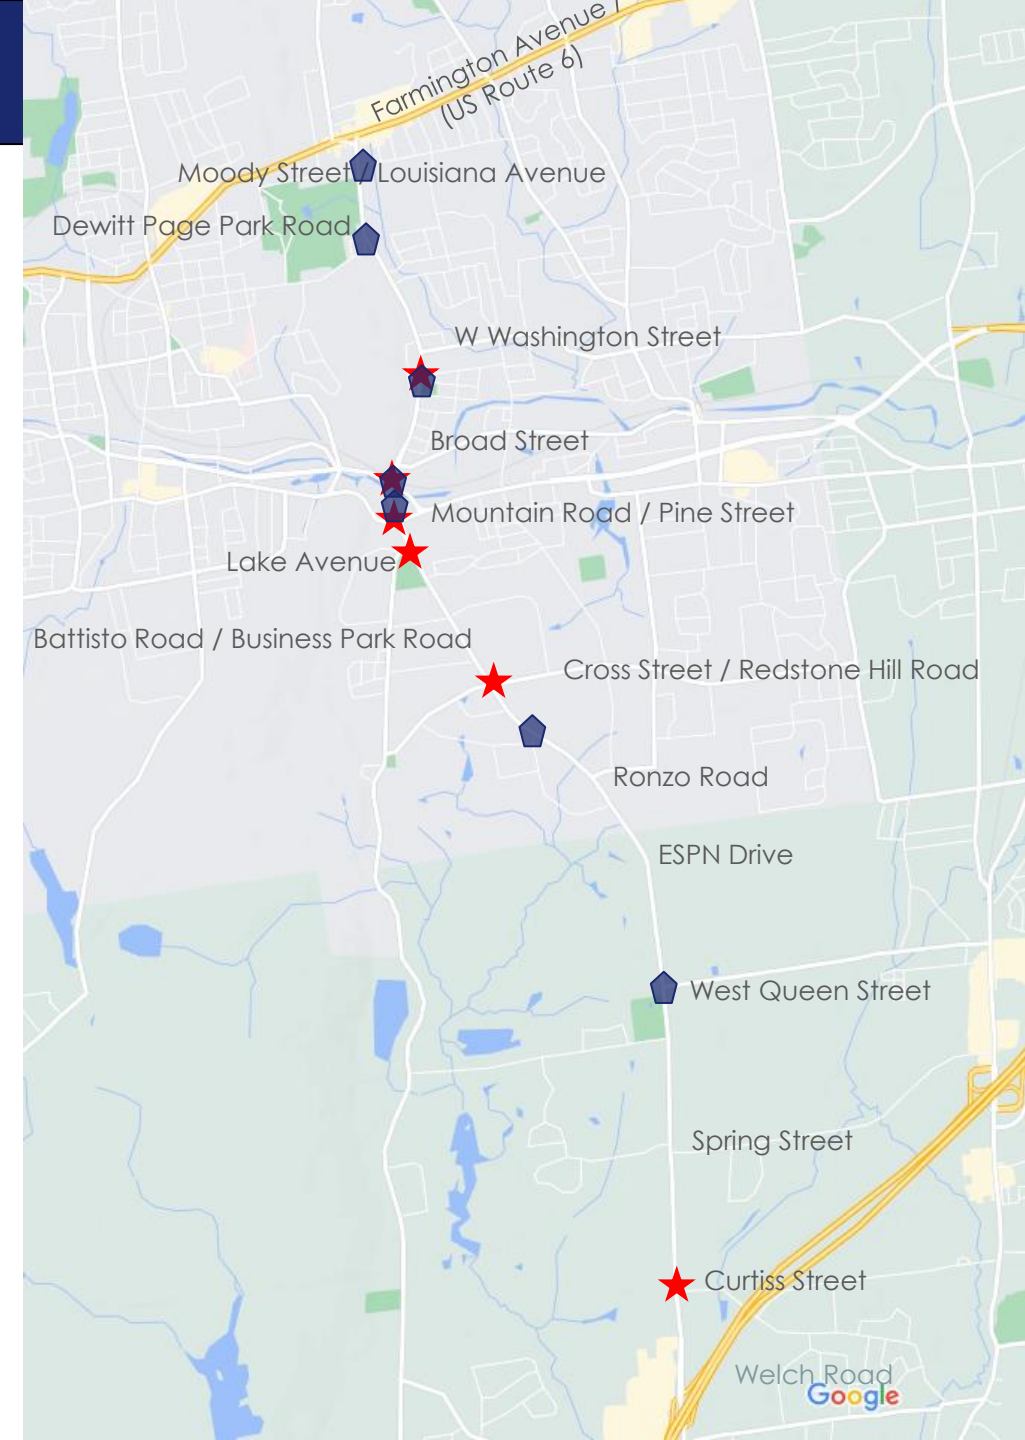 Farmington Avenue /
(US Route 6)
Moody Street / Louisiana Avenue
Dewitt Page Park Road
W Washington Street
Broad Street
Mountain Road / Pine Street
Lake Avenue
Battisto Road / Business Park Road
Cross Street / Redstone Hill Road
Ronzo Road
ESPN Drive
West Queen Street
Spring Street
Curtiss Street
Welch Road
Google